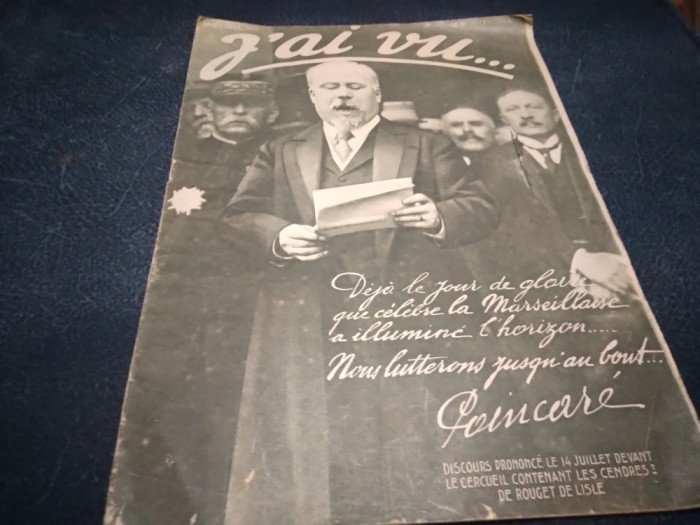 J'ai vu...
Déjà le jour de gloire
que célèbre la Marseillaise
a illuminé l'horizon.....
Nous lutterons jusqu'au bout...
Poincaré
DISCOURS PRONONCÉ LE 14 JUILLET DEVANT
LE CERCUEIL CONTENANT LES CENDRES
DE ROUGET DE LISLE